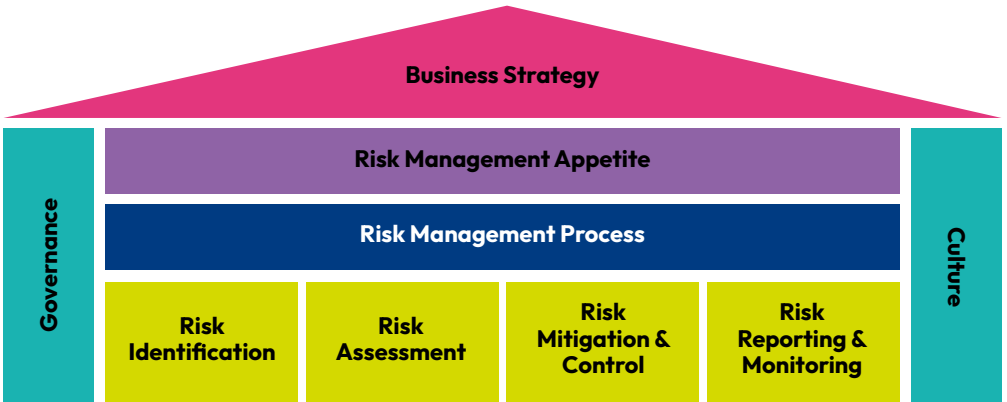 Business Strategy
Governance
Risk Management Appetite
Risk Management Process
Risk
Identification
Risk
Assessment
Risk
Mitigation &
Control
Risk
Reporting &
Monitoring
Culture